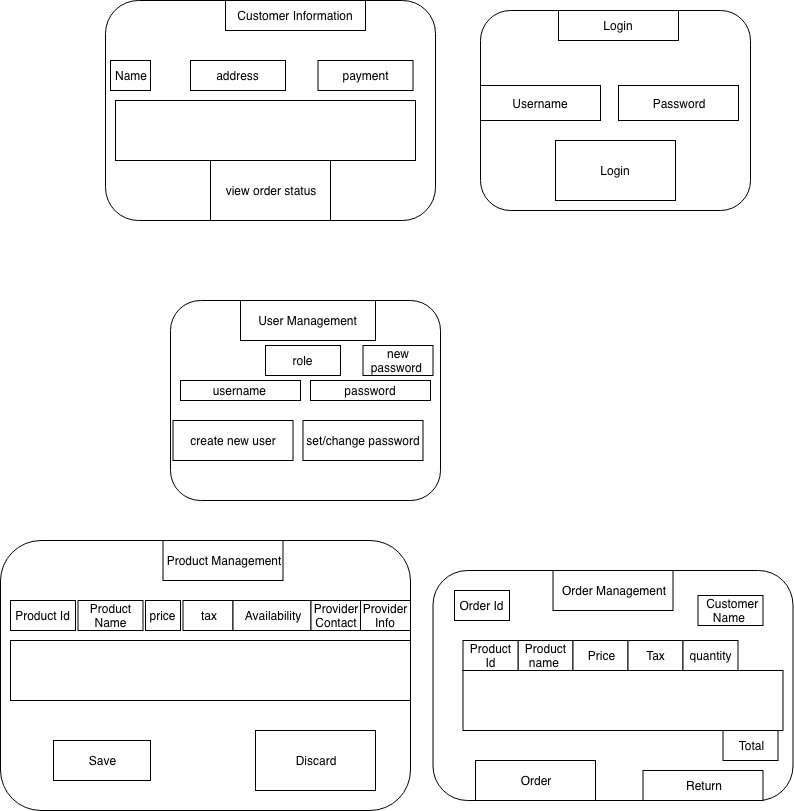 Customer Information
Name
address
payment
view order status
Login
Username
Password
Login
User Management
role
new
password
username
password
create new user
set/change password
Product Management
Product Id
Product
Name
price
tax
Availability
Provider
Contact
Provider
Info
Save
Discard
Order Management
Order Id
Customer
Name
Product
Id
Product
name
Price
Tax
quantity
Total
Order
Return